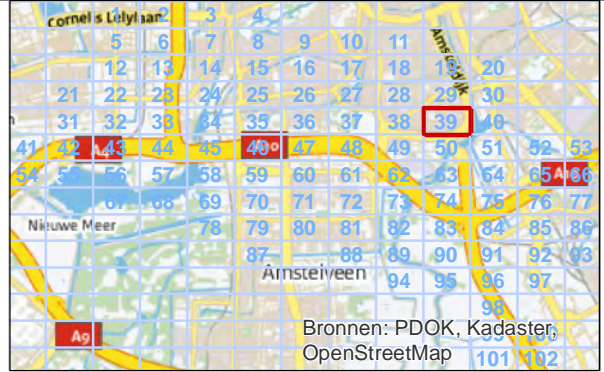 Cornelis Lelylaan 2 3 4
5 6 7 8 9 10 11
Amsteldijk
12 13 14 15 16 17 18 19 20
21 22 23 24 25 26 27 28 29 30
31 32 33 34 35 36 37 38 39 40
41 42 43 44 45 46 47 48 49 50 51 52 53
54 55 56 57 58 59 60 61 62 63 64 65 66
67 68 69 70 71 72 73 74 75 76 77
Nieuwe Meer 78 79 80 81 82 83 84 85 86
87 88 89 90 91 92 93
Amstelveen 94 95 96 97
98
A9 Bronnen: PDOK, Kadaster,
OpenStreetMap
101 102